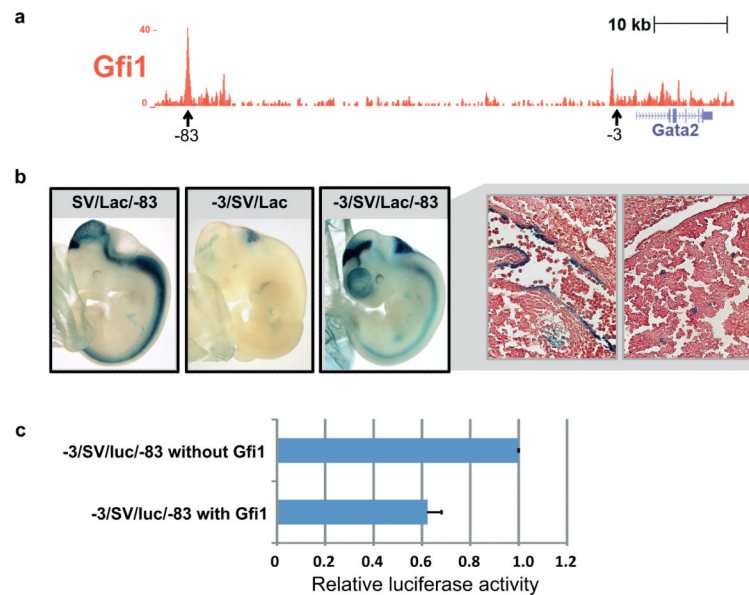 a
10 kb
40 -
Gfi1
0
-83
-3
Gata2
b
SV/Lac/-83
-3/SV/Lac
-3/SV/Lac/-83
c
-3/SV/luc/-83 without Gfi1
-3/SV/luc/-83 with Gfi1
0 0.2 0.4 0.6 0.8 1.0 1.2
Relative luciferase activity